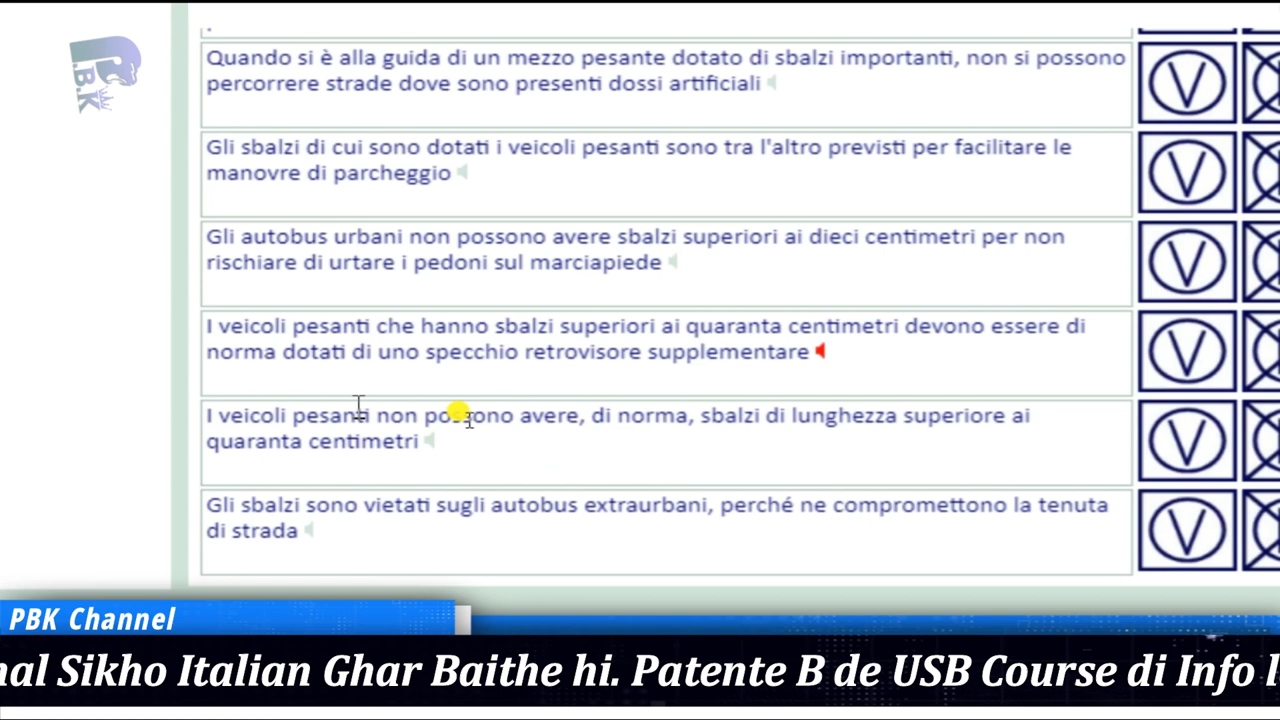 P.B.K
Quando si è alla guida di un mezzo pesante dotato di sbalzi importanti, non si possono
percorrere strade dove sono presenti dossi artificiali
V
Gli sbalzi di cui sono dotati i veicoli pesanti sono tra l'altro previsti per facilitare le
manovre di parcheggio
V
Gli autobus urbani non possono avere sbalzi superiori ai dieci centimetri per non
rischiare di urtare i pedoni sul marciapiede
V
I veicoli pesanti che hanno sbalzi superiori ai quaranta centimetri devono essere di
norma dotati di uno specchio retrovisore supplementare
V
I veicoli pesanti non possono avere, di norma, sbalzi di lunghezza superiore ai
quaranta centimetri
V
Gli sbalzi sono vietati sugli autobus extraurbani, perché ne compromettono la tenuta
di strada
V
PBK Channel
nal Sikho Italian Ghar Baithe hi. Patente B de USB Course di Info l